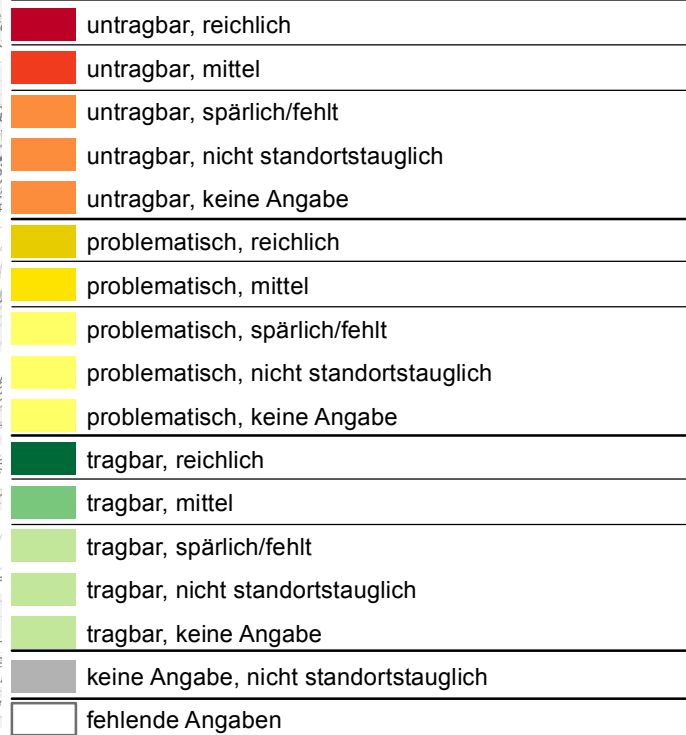 untragbar, reichlich
untragbar, mittel
untragbar, spärlich/fehlt
untragbar, nicht standortstauglich
untragbar, keine Angabe
problematisch, reichlich
problematisch, mittel
problematisch, spärlich/fehlt
problematisch, nicht standortstauglich
problematisch, keine Angabe
tragbar, reichlich
tragbar, mittel
tragbar, spärlich/fehlt
tragbar, nicht standortstauglich
tragbar, keine Angabe
keine Angabe, nicht standortstauglich
fehlende Angaben